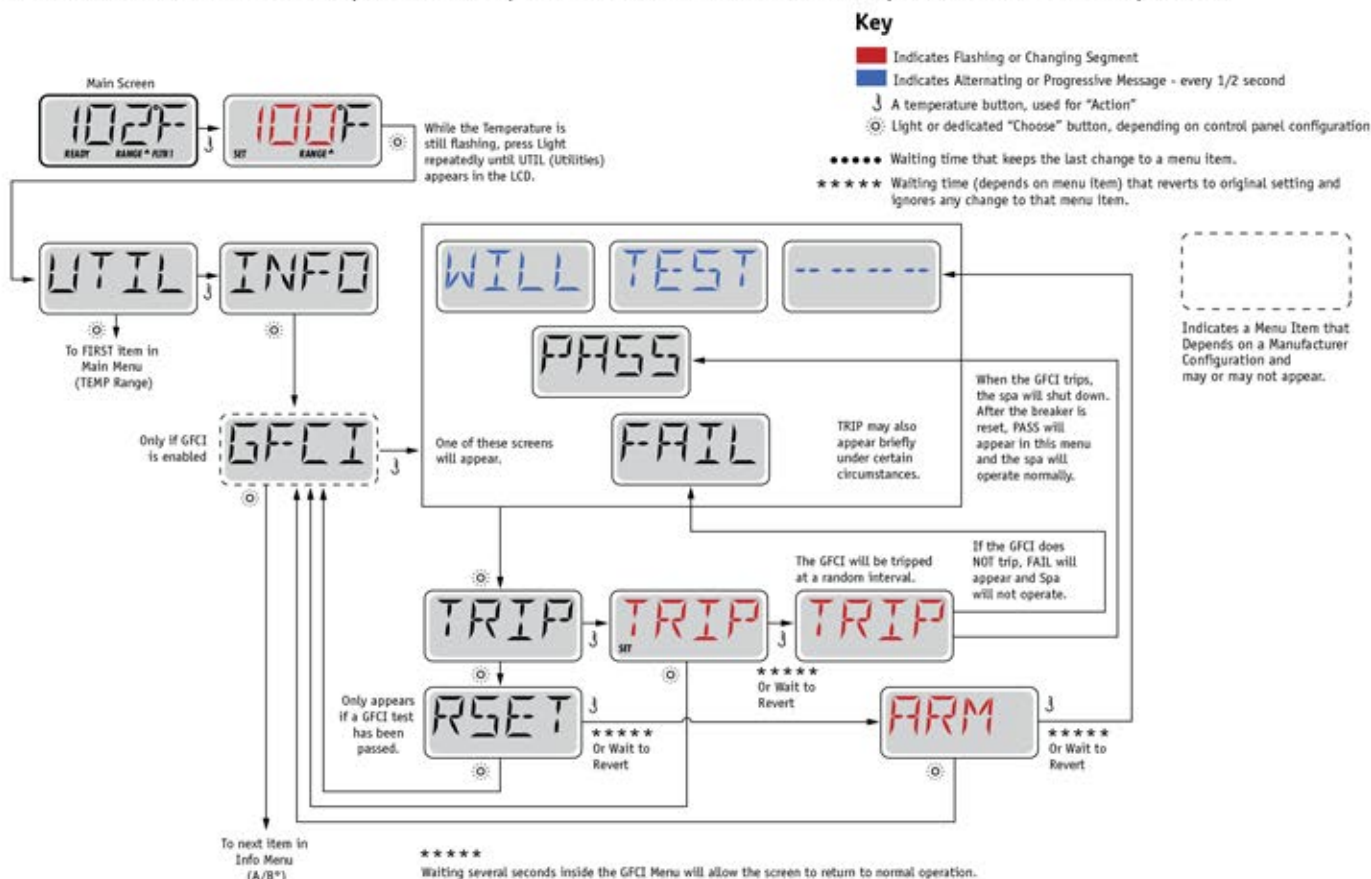 Key
Indicates Flashing or Changing Segment
Indicates Alternating or Progressive Message - every 1/2 second
A temperature button, used for "Action"
Light or dedicated "Choose" button, depending on control panel configuration
●●●●● Waiting time that keeps the last change to a menu item.
***** Waiting time (depends on menu item) that reverts to original setting and
ignores any change to that menu item.
Main Screen
102°F
READY RANGE FLTR1
100°F
SET RANGE
While the Temperature is
still flashing, press Light
repeatedly until UTIL (Utilities)
appears in the LCD.
UTIL
INFO
To FIRST item in
Main Menu
(TEMP Range)
WILL
TEST
-- -- -- --
PASS
FAIL
One of these screens
will appear.
TRIP may also
appear briefly
under certain
circumstances.
When the GFCI trips,
the spa will shut down.
After the breaker is
reset, PASS will
appear in this menu
and the spa will
operate normally.
Indicates a Menu Item that
Depends on a Manufacturer
Configuration and
may or may not appear.
Only if GFCI
is enabled
GFCI
The GFCI will be tripped
at a random interval.
If the GFCI does
NOT trip, FAIL will
appear and Spa
will not operate.
TRIP
TRIP
SET
TRIP
*****
Or Wait to
Revert
Only appears
if a GFCI test
has been
passed.
RSET
*****
Or Wait to
Revert
ARM
*****
Or Wait to
Revert
To next item in
Info Menu
(A/B°)
*****
Waiting several seconds inside the GFCI Menu will allow the screen to return to normal operation.